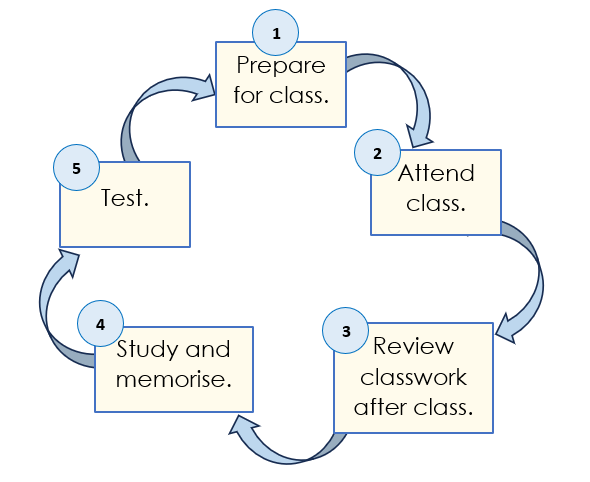 1
Prepare
for class.
2
Attend
class.
3
Review
classwork
after class.
4
Study and
memorise.
5
Test.